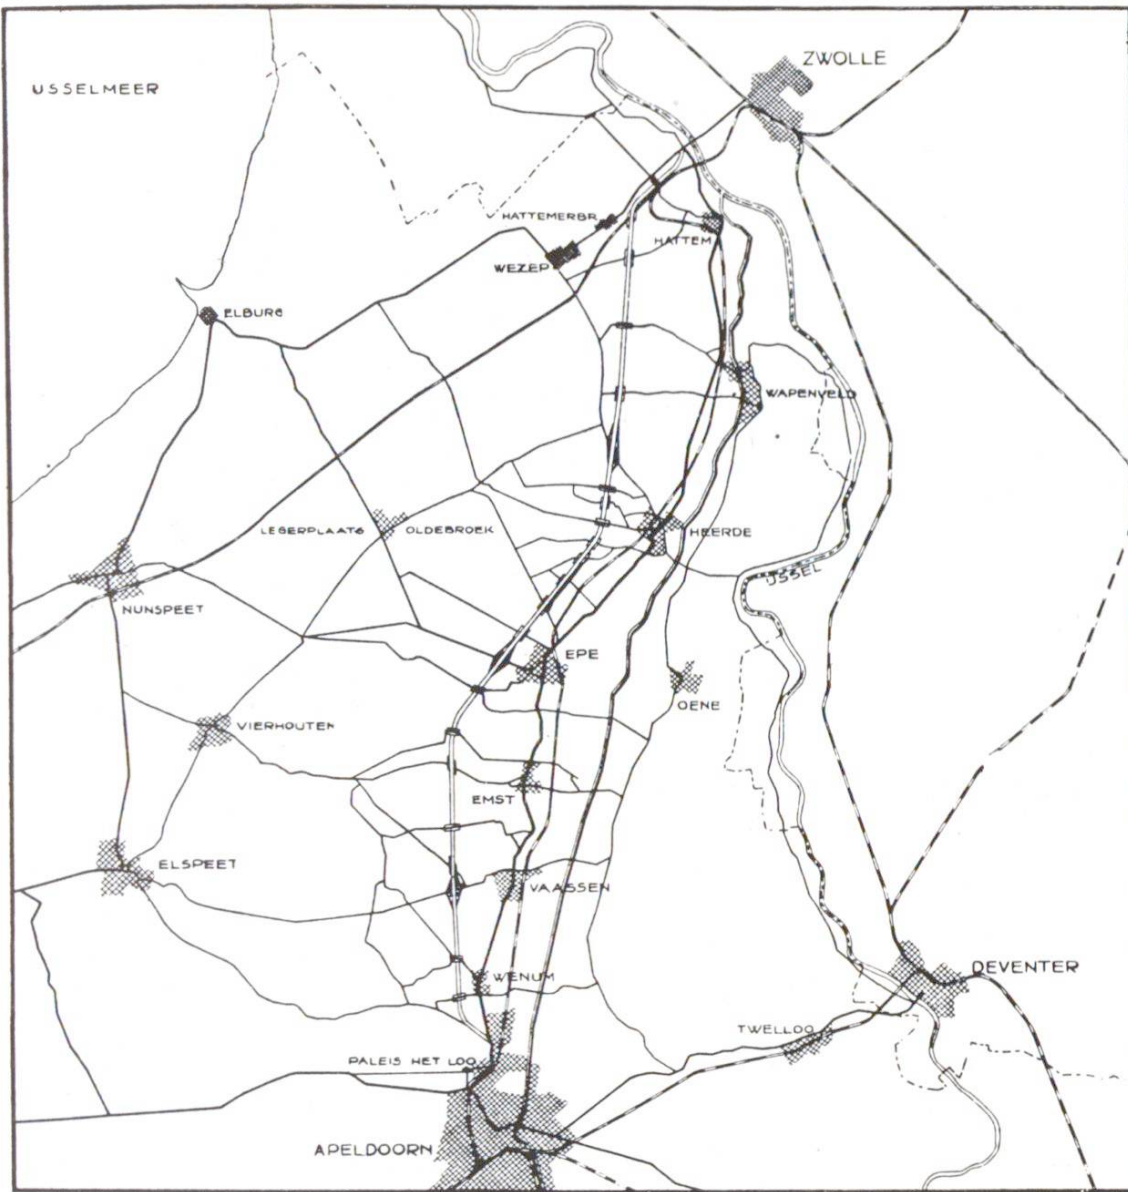 ZWOLLE
IJSSELMEER
HATTEMERBR.
HATTEM
WEZEP
ELBURG
WAPENVELD
LEGERPLAATS OLDEBROEK
HEERDE
IJSSEL
NUNSPEET
EPE
OENE
VIERHOUTEN
EMST
ELSPEET
VAASSEN
WENUM
DEVENTER
TWELLOO
PALEIS HET LOO
APELDOORN